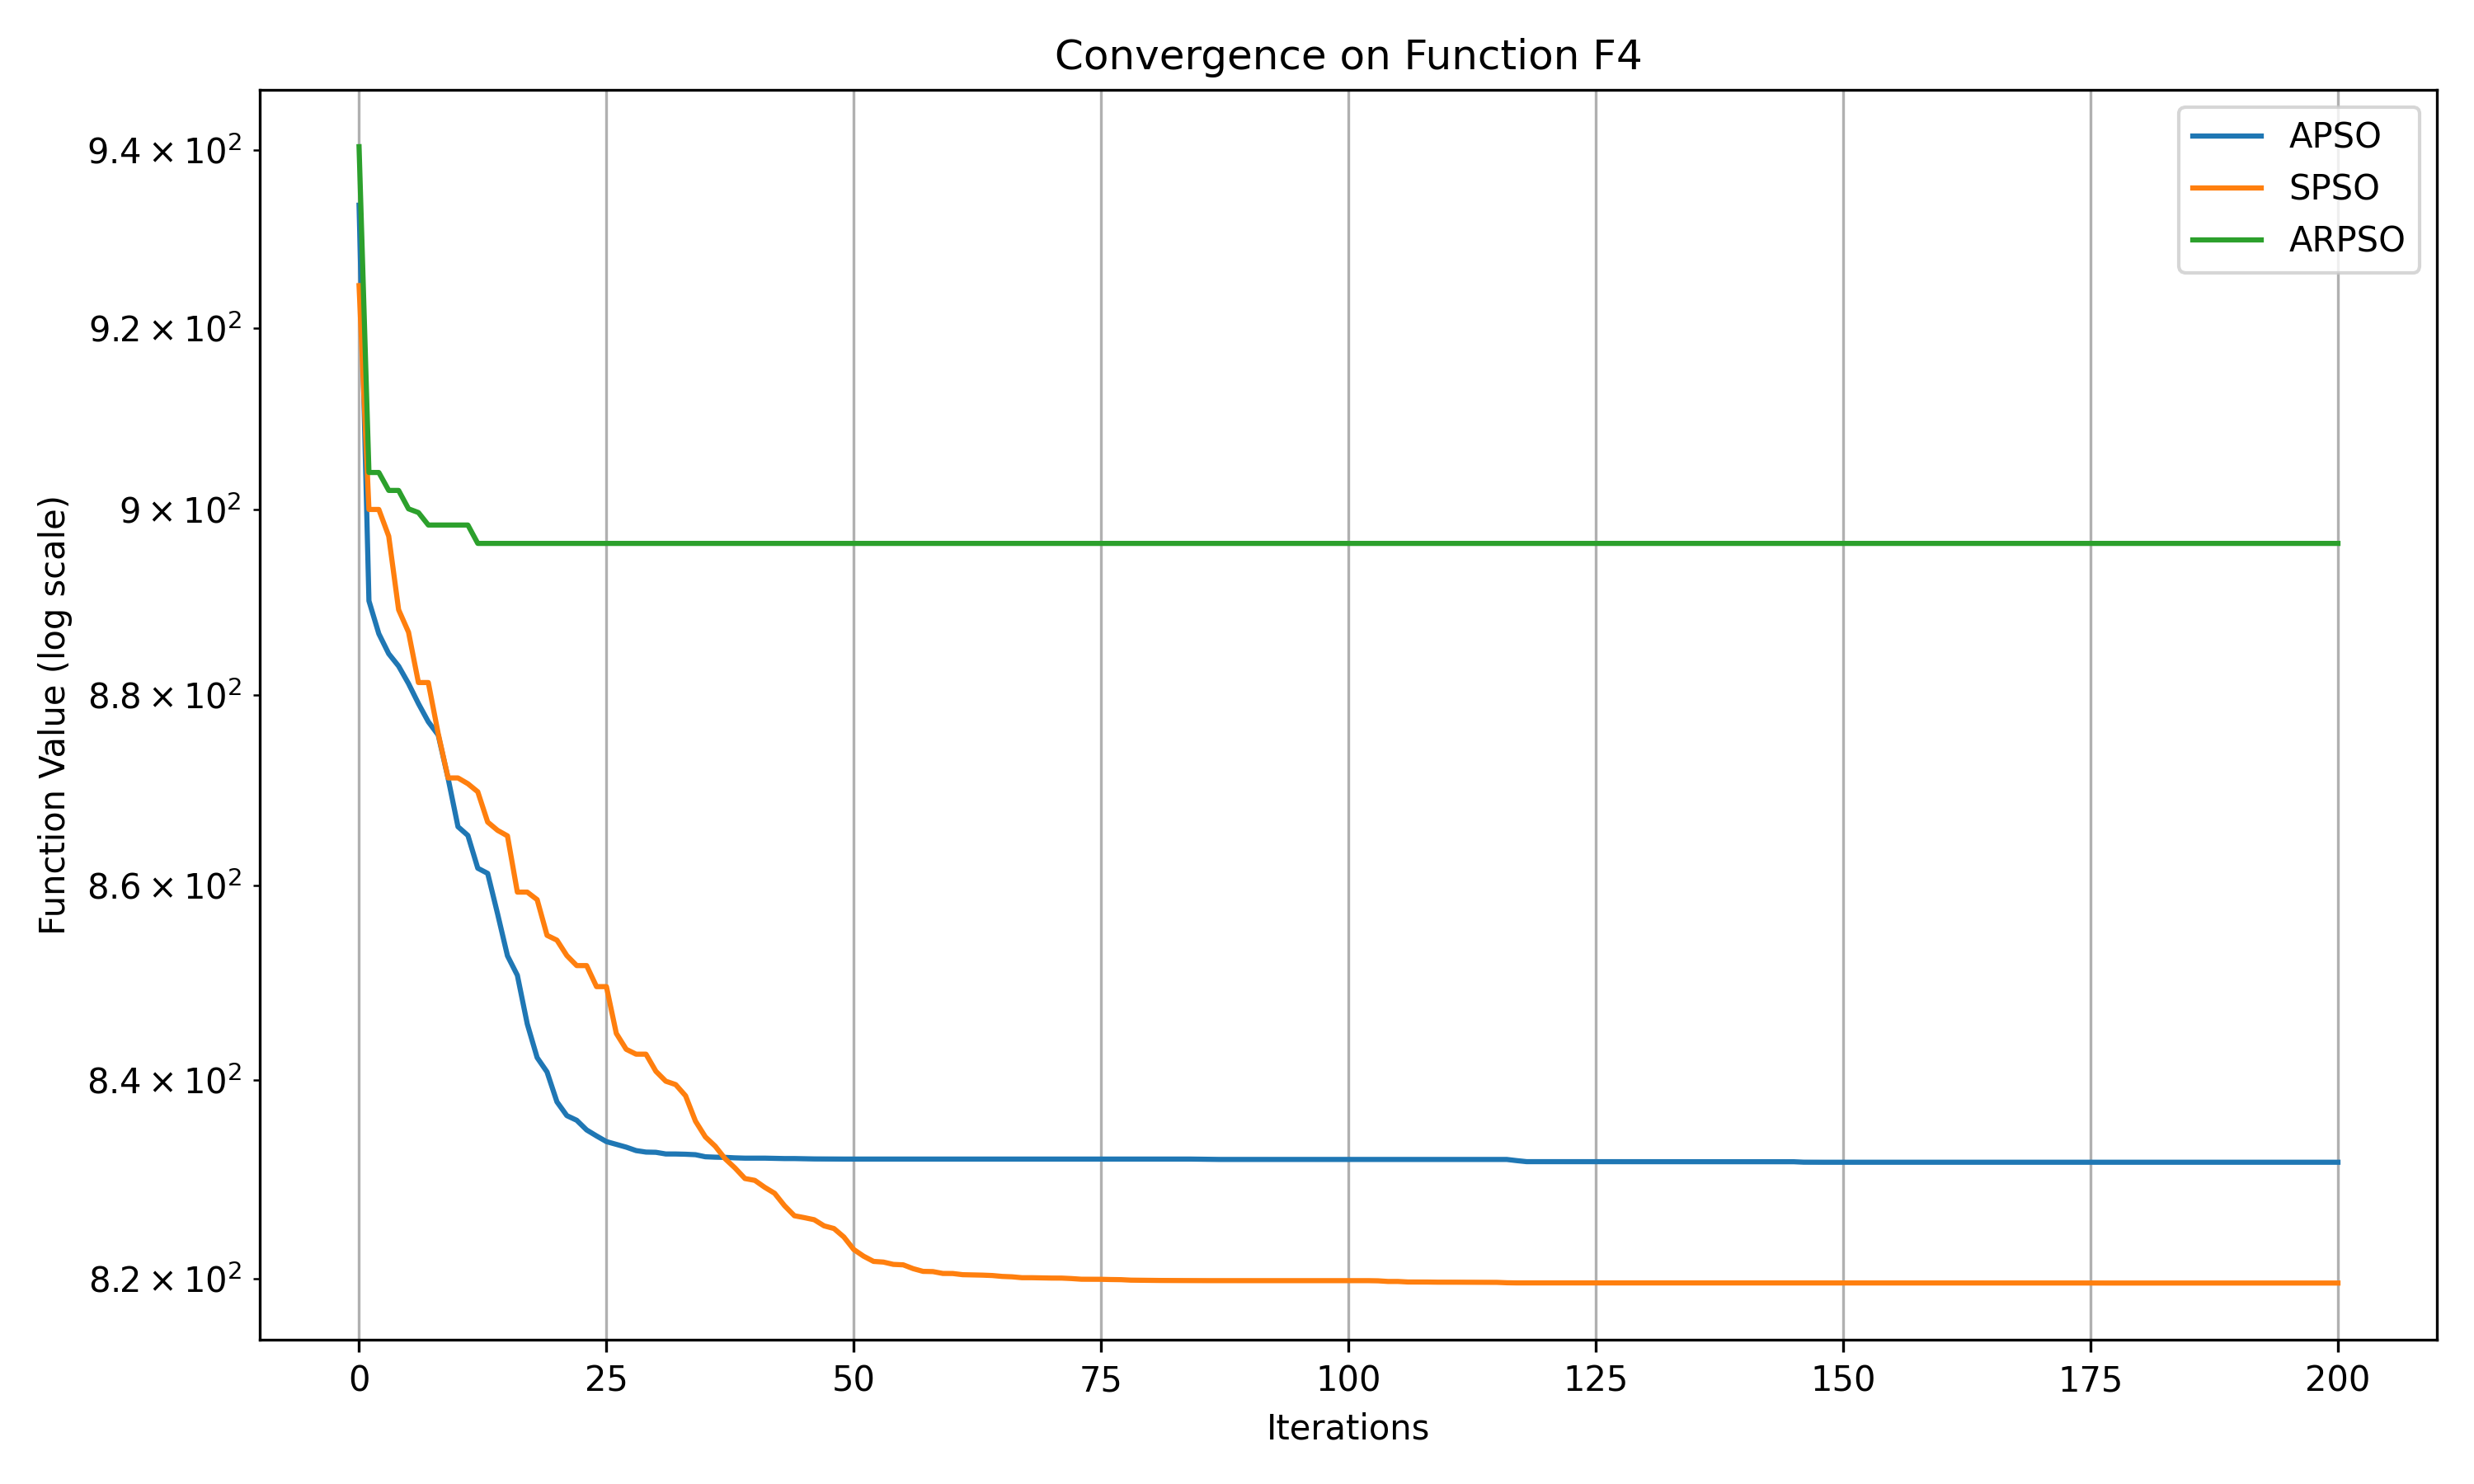 Convergence on Function F4
Function Value (log scale)
9.4 × 10²
9.2 × 10²
9 × 10²
8.8 × 10²
8.6 × 10²
8.4 × 10²
8.2 × 10²
APSO
SPSO
ARPSO
0 25 50 75 100 125 150 175 200
Iterations